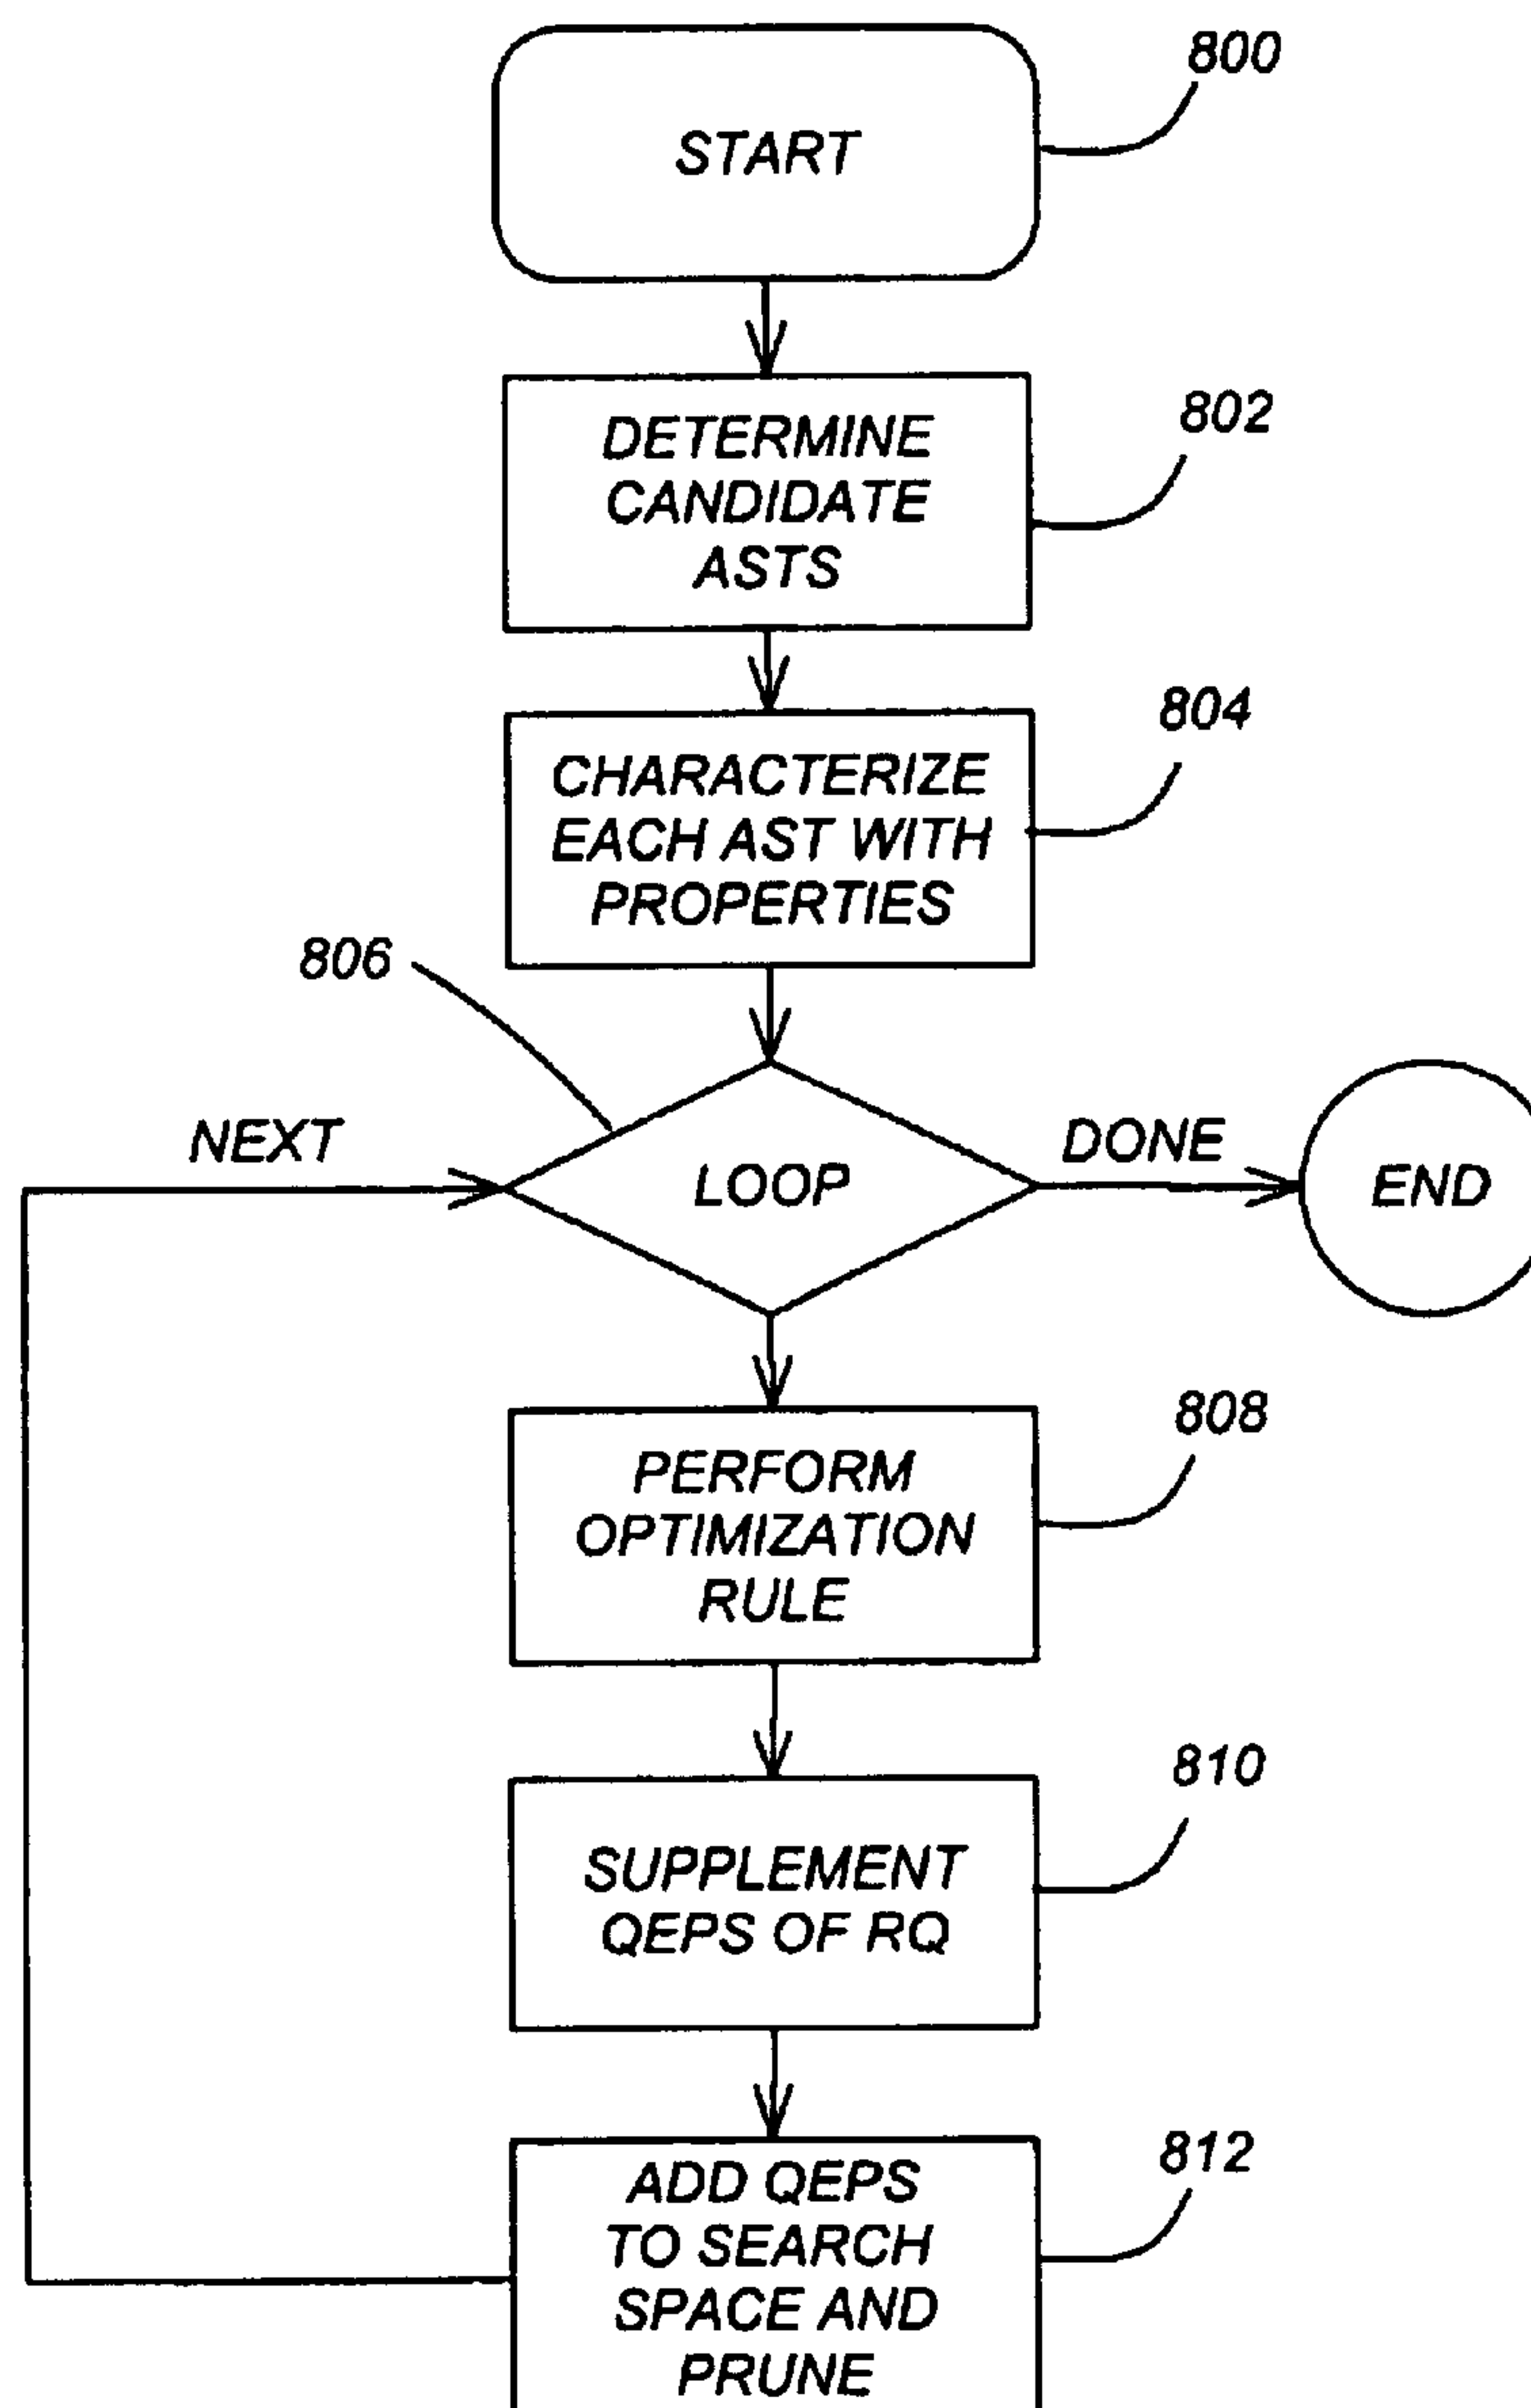 800
START
802
DETERMINE
CANDIDATE
ASTS
804
CHARACTERIZE
EACH AST WITH
PROPERTIES
806
NEXT
LOOP
DONE
END
808
PERFORM
OPTIMIZATION
RULE
810
SUPPLEMENT
QEPS OF RQ
812
ADD QEPS
TO SEARCH
SPACE AND
PRUNE